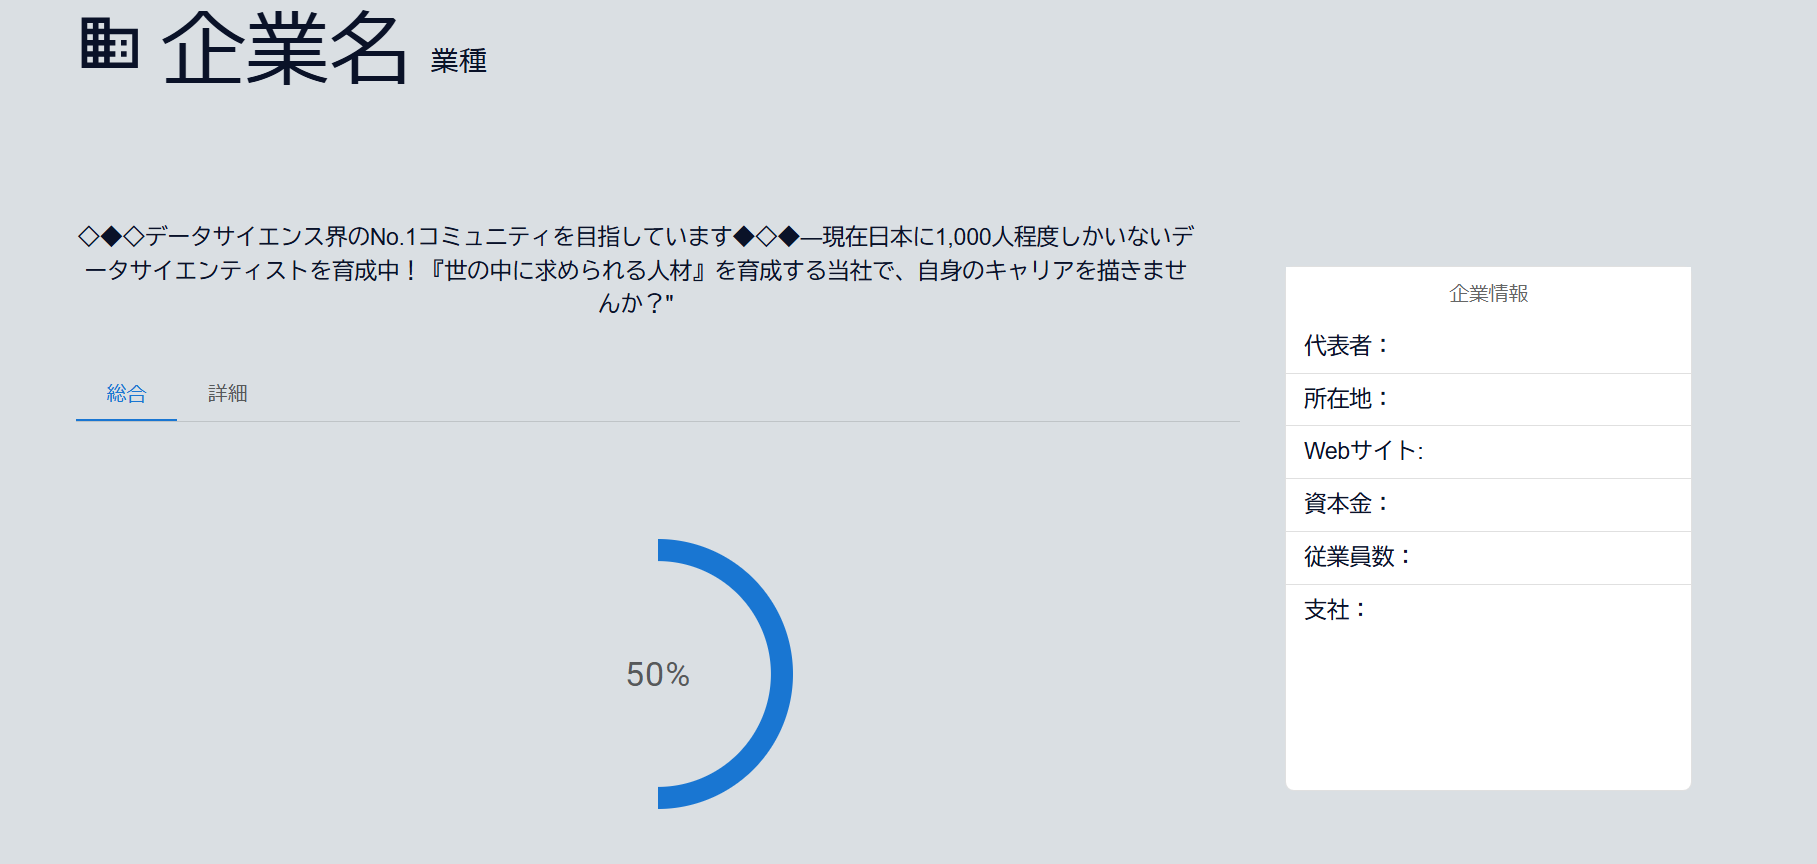 企業名 業種
◇◆◇データサイエンス界のNo.1コミュニティを目指しています◆◇◆―現在日本に1,000人程度しかいないデ
ータサイエンティストを育成中！『世の中に求められる人材』を育成する当社で、自身のキャリアを描きませ
んか？"
総合 詳細
50%
企業情報
代表者：
所在地：
Webサイト:
資本金：
従業員数：
支社：